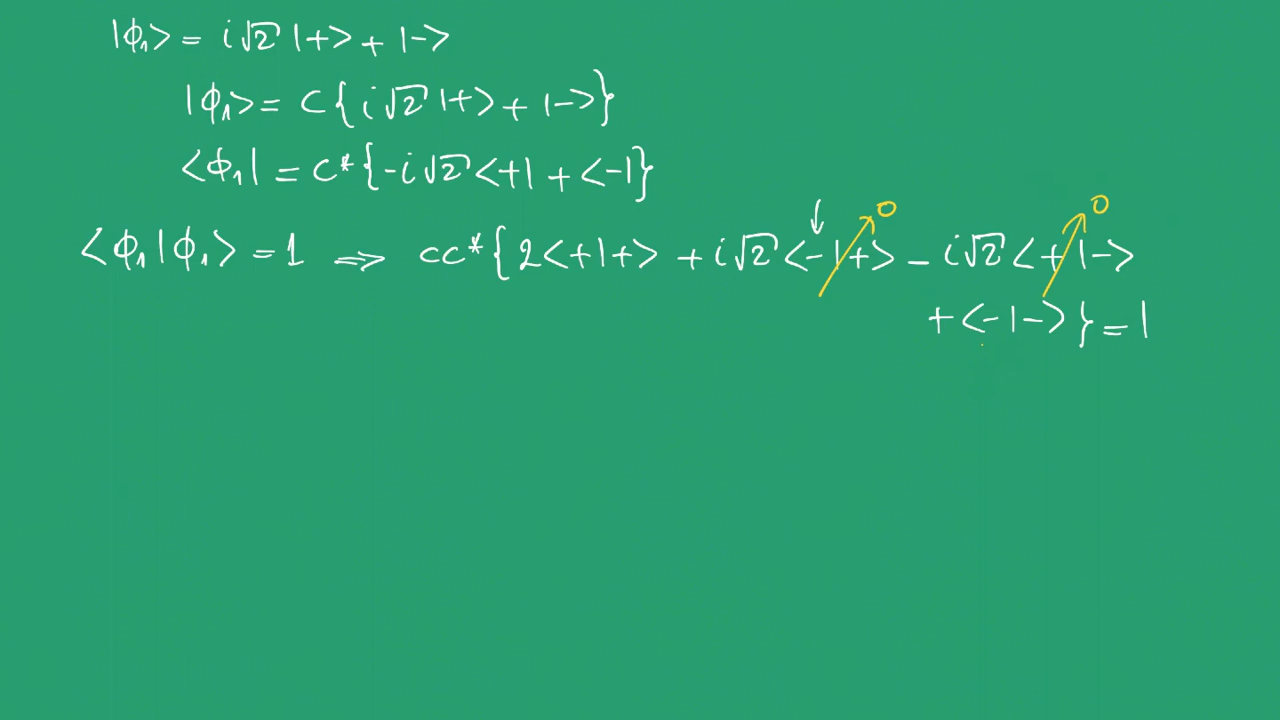 |ϕ₁> = i√2 |+> + |->
|ϕ₁> = C{i√2 |+> + |->}
<ϕ₁| = C*{-i√2 <+| + <-|}
0 0
<ϕ₁|ϕ₁> = 1 => CC*{2<+|+> + i√2 <-|+> - i√2 <+|->
+ <-|->} = 1